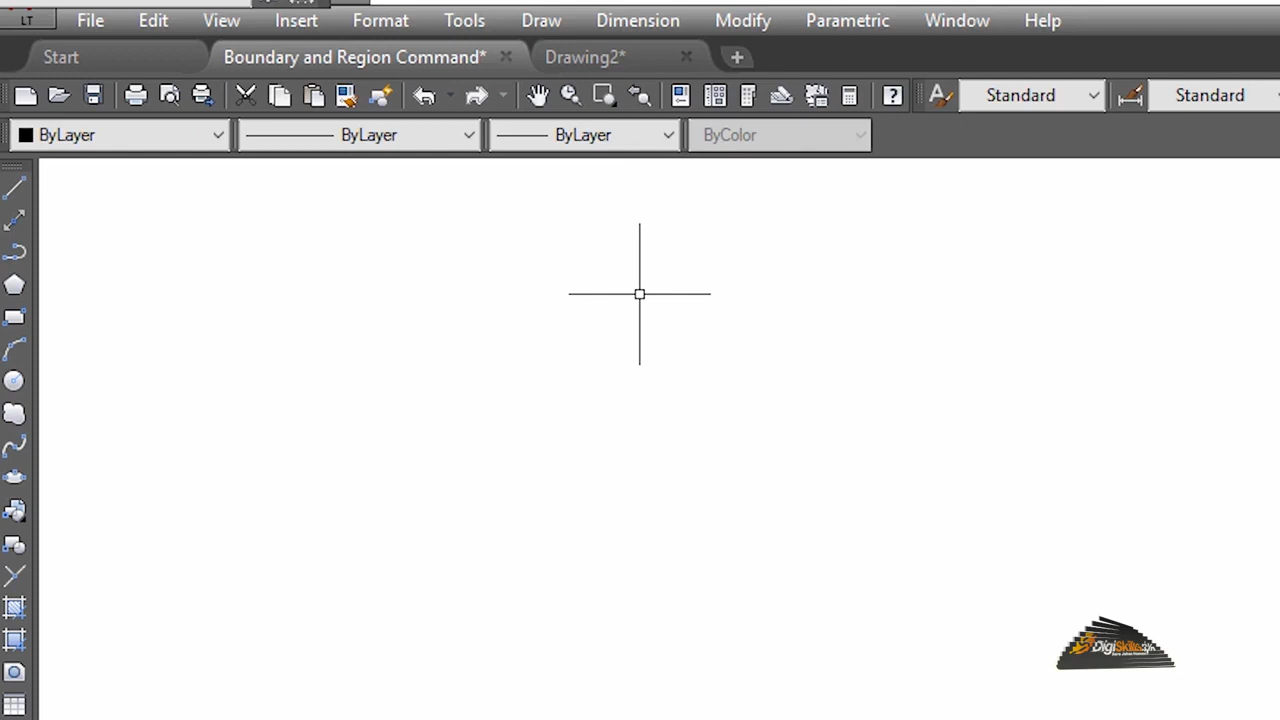 LT
File Edit View Insert Format Tools Draw Dimension Modify Parametric Window Help
Start Boundary and Region Command* Drawing2*
A Standard Standard
ByLayer ByLayer ByLayer ByColor
DigiSkills